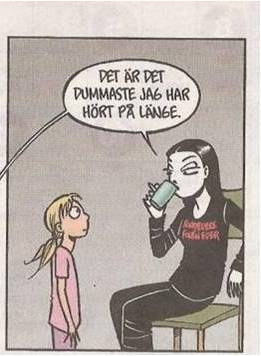 DET ÄR DET
DUMMASTE JAG HAR
HÖRT PÅ LÄNGE.